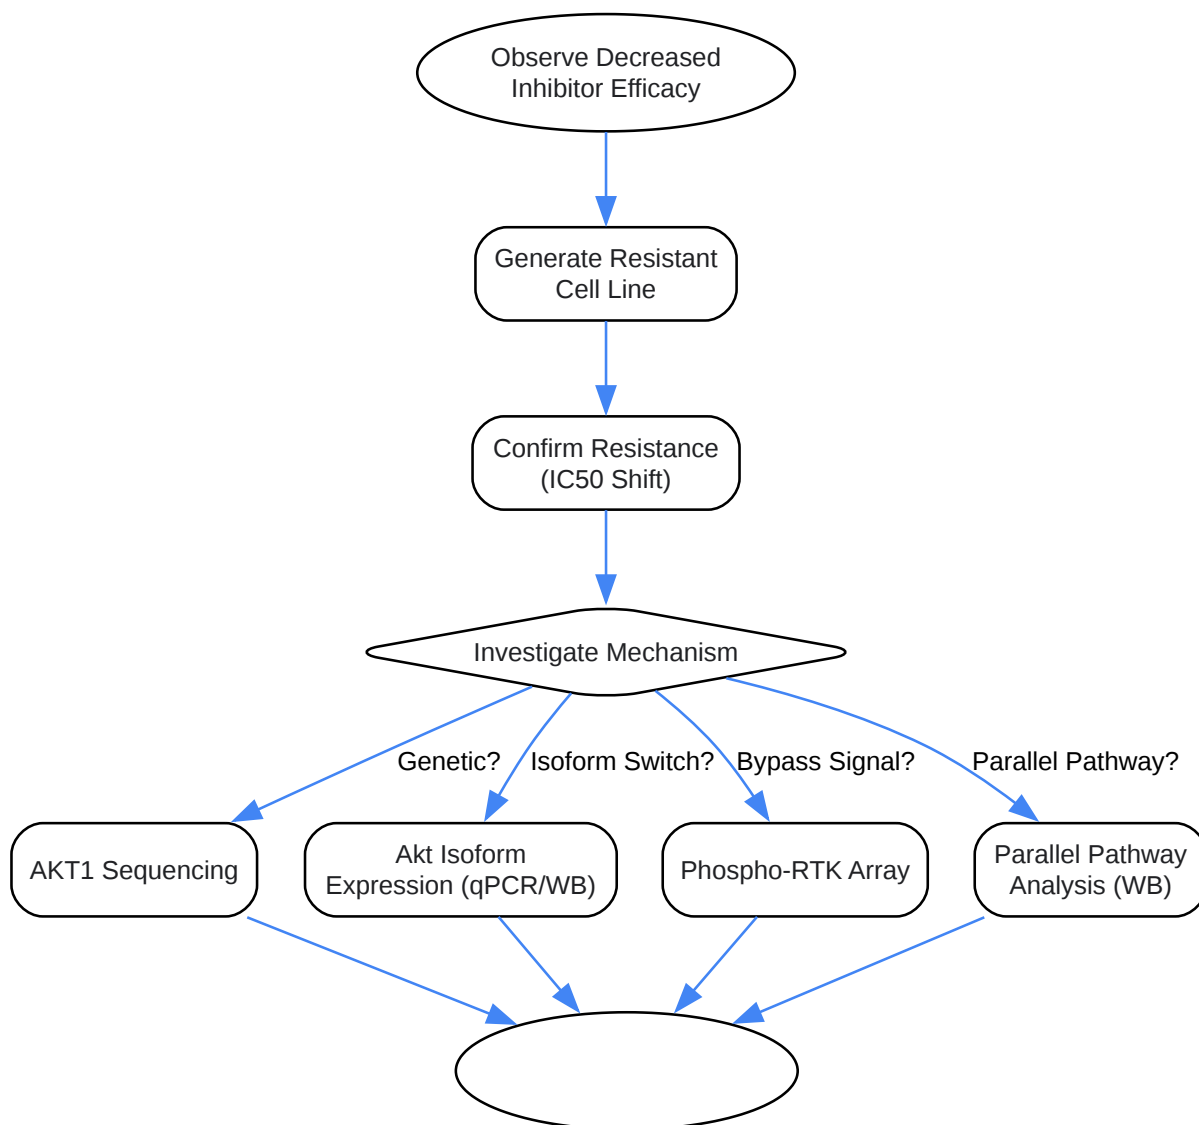 Observe Decreased
Inhibitor Efficacy
Generate Resistant
Cell Line
Confirm Resistance
(IC50 Shift)
Investigate Mechanism
Genetic?
Isoform Switch?
Bypass Signal?
Parallel Pathway?
AKT1 Sequencing
Akt Isoform
Expression (qPCR/WB)
Phospho-RTK Array
Parallel Pathway
Analysis (WB)